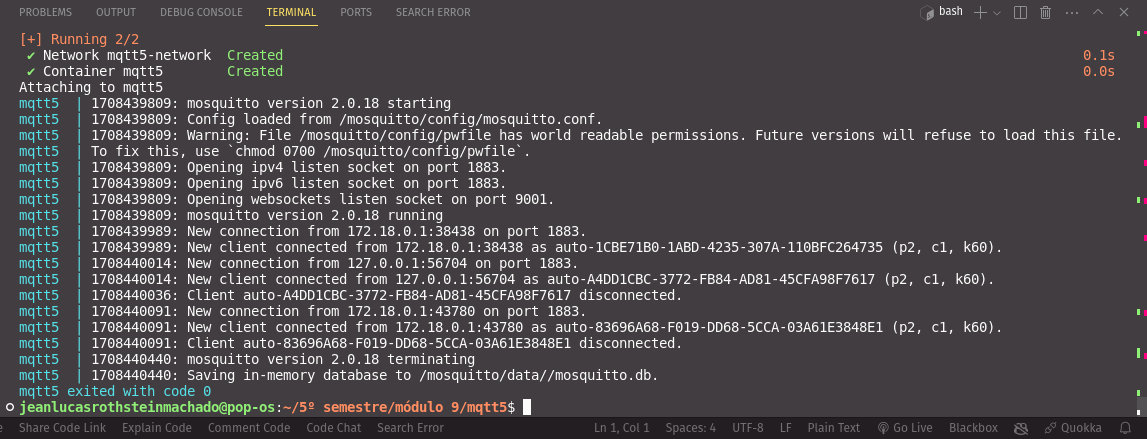 PROBLEMS OUTPUT DEBUG CONSOLE TERMINAL PORTS SEARCH ERROR bash
[+] Running 2/2 
✔ Network mqtt5-network Created 0.1s
✔ Container mqtt5 Created 0.0s
Attaching to mqtt5
mqtt5 | 1708439809: mosquitto version 2.0.18 starting
mqtt5 | 1708439809: Config loaded from /mosquitto/config/mosquitto.conf.
mqtt5 | 1708439809: Warning: File /mosquitto/config/pwfile has world readable permissions. Future versions will refuse to load this file.
mqtt5 | To fix this, use `chmod 0700 /mosquitto/config/pwfile`.
mqtt5 | 1708439809: Opening ipv4 listen socket on port 1883.
mqtt5 | 1708439809: Opening ipv6 listen socket on port 1883.
mqtt5 | 1708439809: Opening websockets listen socket on port 9001.
mqtt5 | 1708439809: mosquitto version 2.0.18 running
mqtt5 | 1708439989: New connection from 172.18.0.1:38438 on port 1883.
mqtt5 | 1708439989: New client connected from 172.18.0.1:38438 as auto-1CBE71B0-1ABD-4235-307A-110BFC264735 (p2, c1, k60).
mqtt5 | 1708440014: New connection from 127.0.0.1:56704 on port 1883.
mqtt5 | 1708440014: New client connected from 127.0.0.1:56704 as auto-A4DD1CBC-3772-FB84-AD81-45CFA98F7617 (p2, c1, k60).
mqtt5 | 1708440036: Client auto-A4DD1CBC-3772-FB84-AD81-45CFA98F7617 disconnected.
mqtt5 | 1708440091: New connection from 172.18.0.1:43780 on port 1883.
mqtt5 | 1708440091: New client connected from 172.18.0.1:43780 as auto-83696A68-F019-DD68-5CCA-03A61E3848E1 (p2, c1, k60).
mqtt5 | 1708440091: Client auto-83696A68-F019-DD68-5CCA-03A61E3848E1 disconnected.
mqtt5 | 1708440440: mosquitto version 2.0.18 terminating
mqtt5 | 1708440440: Saving in-memory database to /mosquitto/data//mosquitto.db.
mqtt5 exited with code 0
jeanlucasrothsteinmachado@pop-os:~/5º semestre/módulo 9/mqtt5$
Share Code Link Explain Code Comment Code Code Chat Search Error Ln 1, Col 1 Spaces: 4 UTF-8 LF Plain Text Go Live Blackbox Quokka